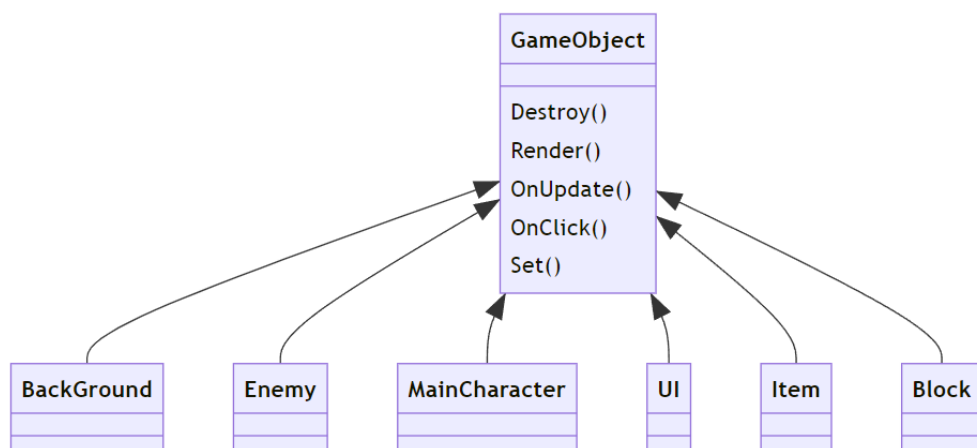 GameObject
Destroy()
Render()
OnUpdate()
OnClick()
Set()
BackGround
Enemy
MainCharacter
UI
Item
Block